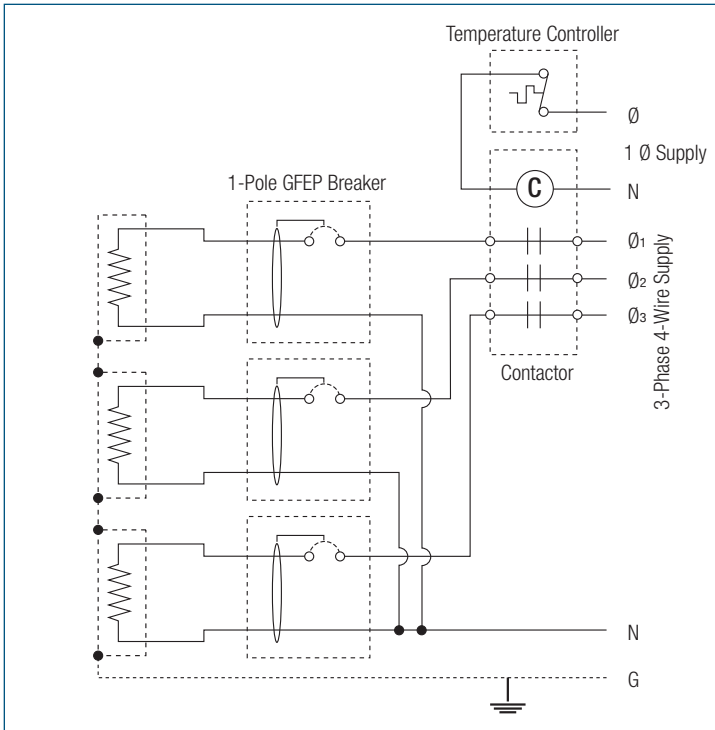 Temperature Controller
Ø
1 Ø Supply
1-Pole GFEP Breaker
C
N
Ø1
Ø2
Ø3
3-Phase 4-Wire Supply
Contactor
N
G